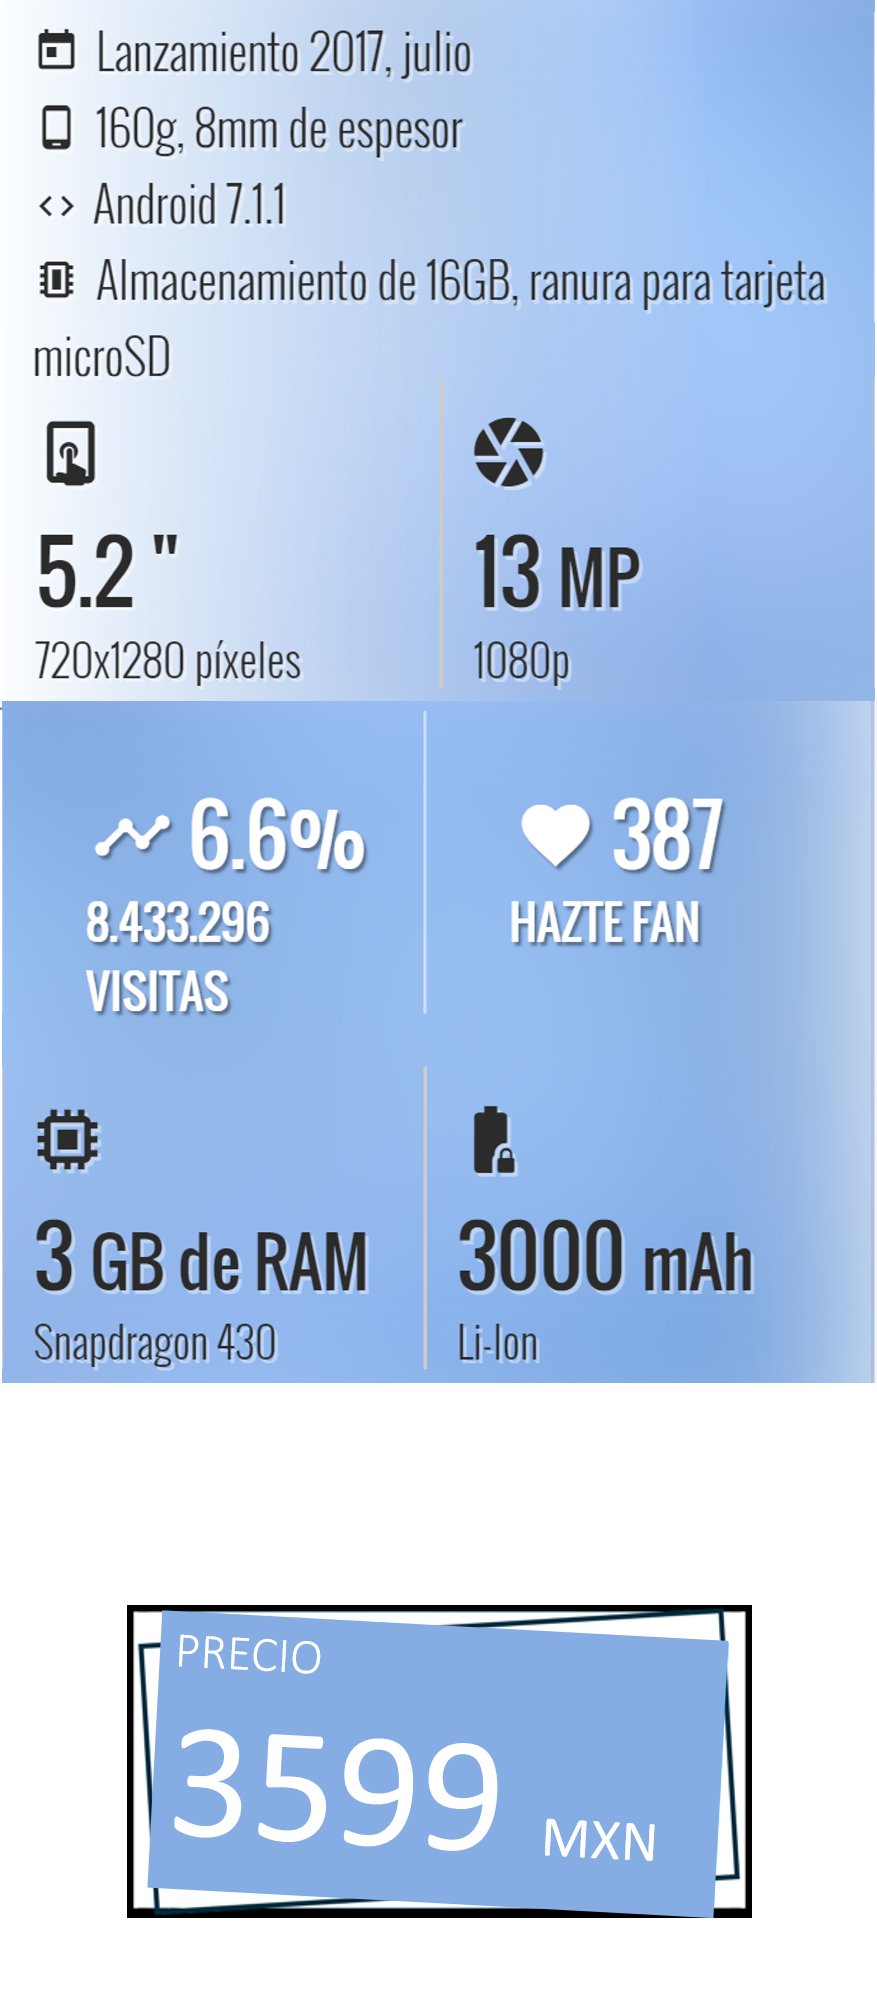 Lanzamiento 2017, julio
160g, 8mm de espesor
Android 7.1.1
Almacenamiento de 16GB, ranura para tarjeta
microSD
5.2 "
720x1280 píxeles
13 MP
1080p
6.6%
8.433.296
VISITAS
387
HAZTE FAN
3 GB de RAM
Snapdragon 430
3000 mAh
Li-Ion
PRECIO
3599 MXN